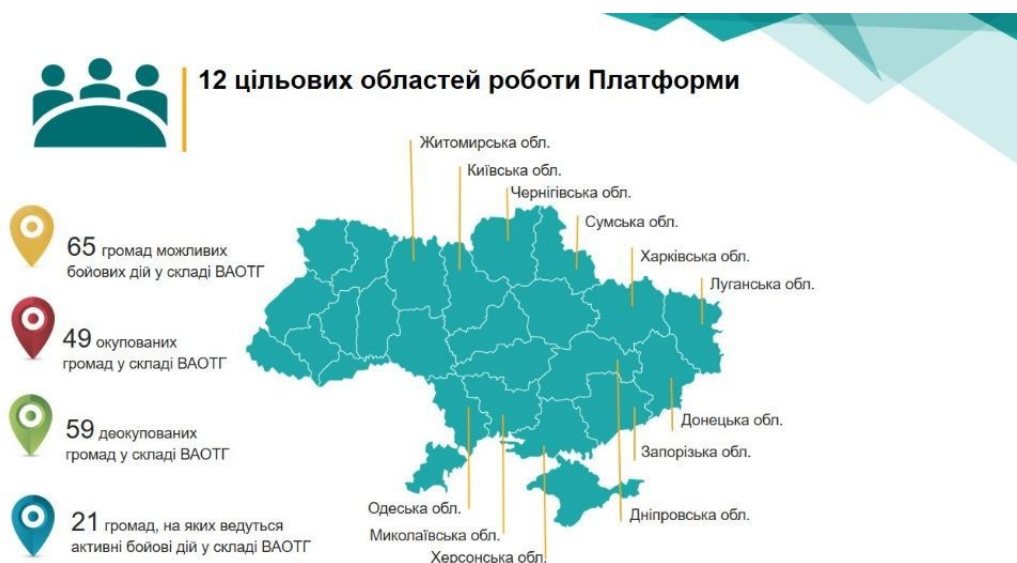 12 цільових областей роботи Платформи
Житомирська обл.
Київська обл.
Чернігівська обл.
Сумська обл.
Харківська обл.
Луганська обл.
65 громад можливих
бойових дій у складі ВАОТГ
49 окупованих
громад у складі ВАОТГ
59 деокупованих
громад у складі ВАОТГ
21 громад, на яких ведуться
активні бойові дій у складі ВАОТГ
Донецька обл.
Запорізька обл.
Дніпровська обл.
Одеська обл.
Миколаївська обл.
Херсонська обл.